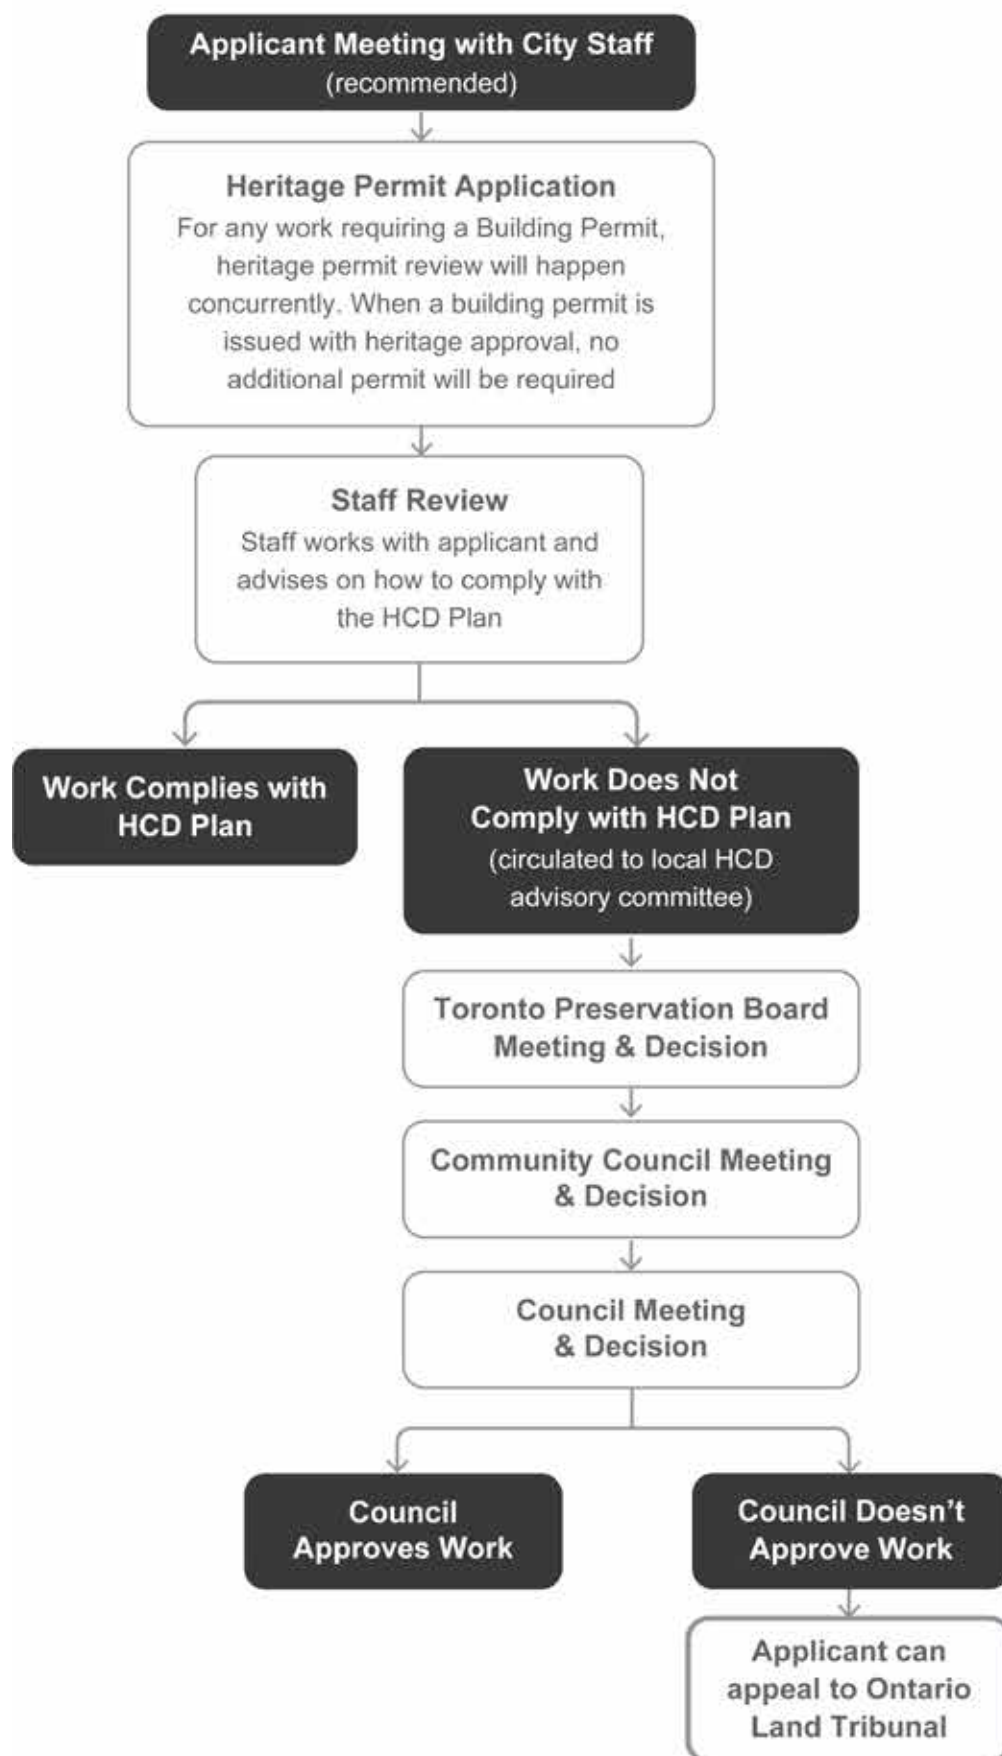 Applicant Meeting with City Staff
(recommended)
Heritage Permit Application
For any work requiring a Building Permit,
heritage permit review will happen
concurrently. When a building permit is
issued with heritage approval, no
additional permit will be required
Staff Review
Staff works with applicant and
advises on how to comply with
the HCD Plan
Work Complies with
HCD Plan
Work Does Not
Comply with HCD Plan
(circulated to local HCD
advisory committee)
Toronto Preservation Board
Meeting & Decision
Community Council Meeting
& Decision
Council Meeting
& Decision
Council
Approves Work
Council Doesn't
Approve Work
Applicant can
appeal to Ontario
Land Tribunal